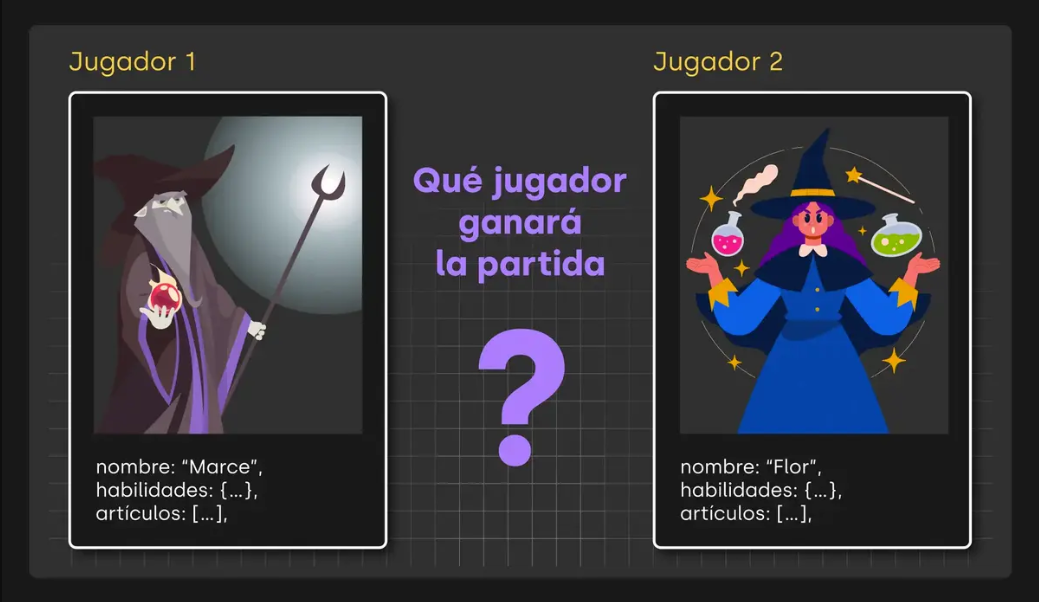 Jugador 1
Jugador 2
Qué jugador
ganará
la partida
?
nombre: “Marce”,
habilidades: {...},
artículos: [...],
nombre: “Flor”,
habilidades: {...},
artículos: [...],